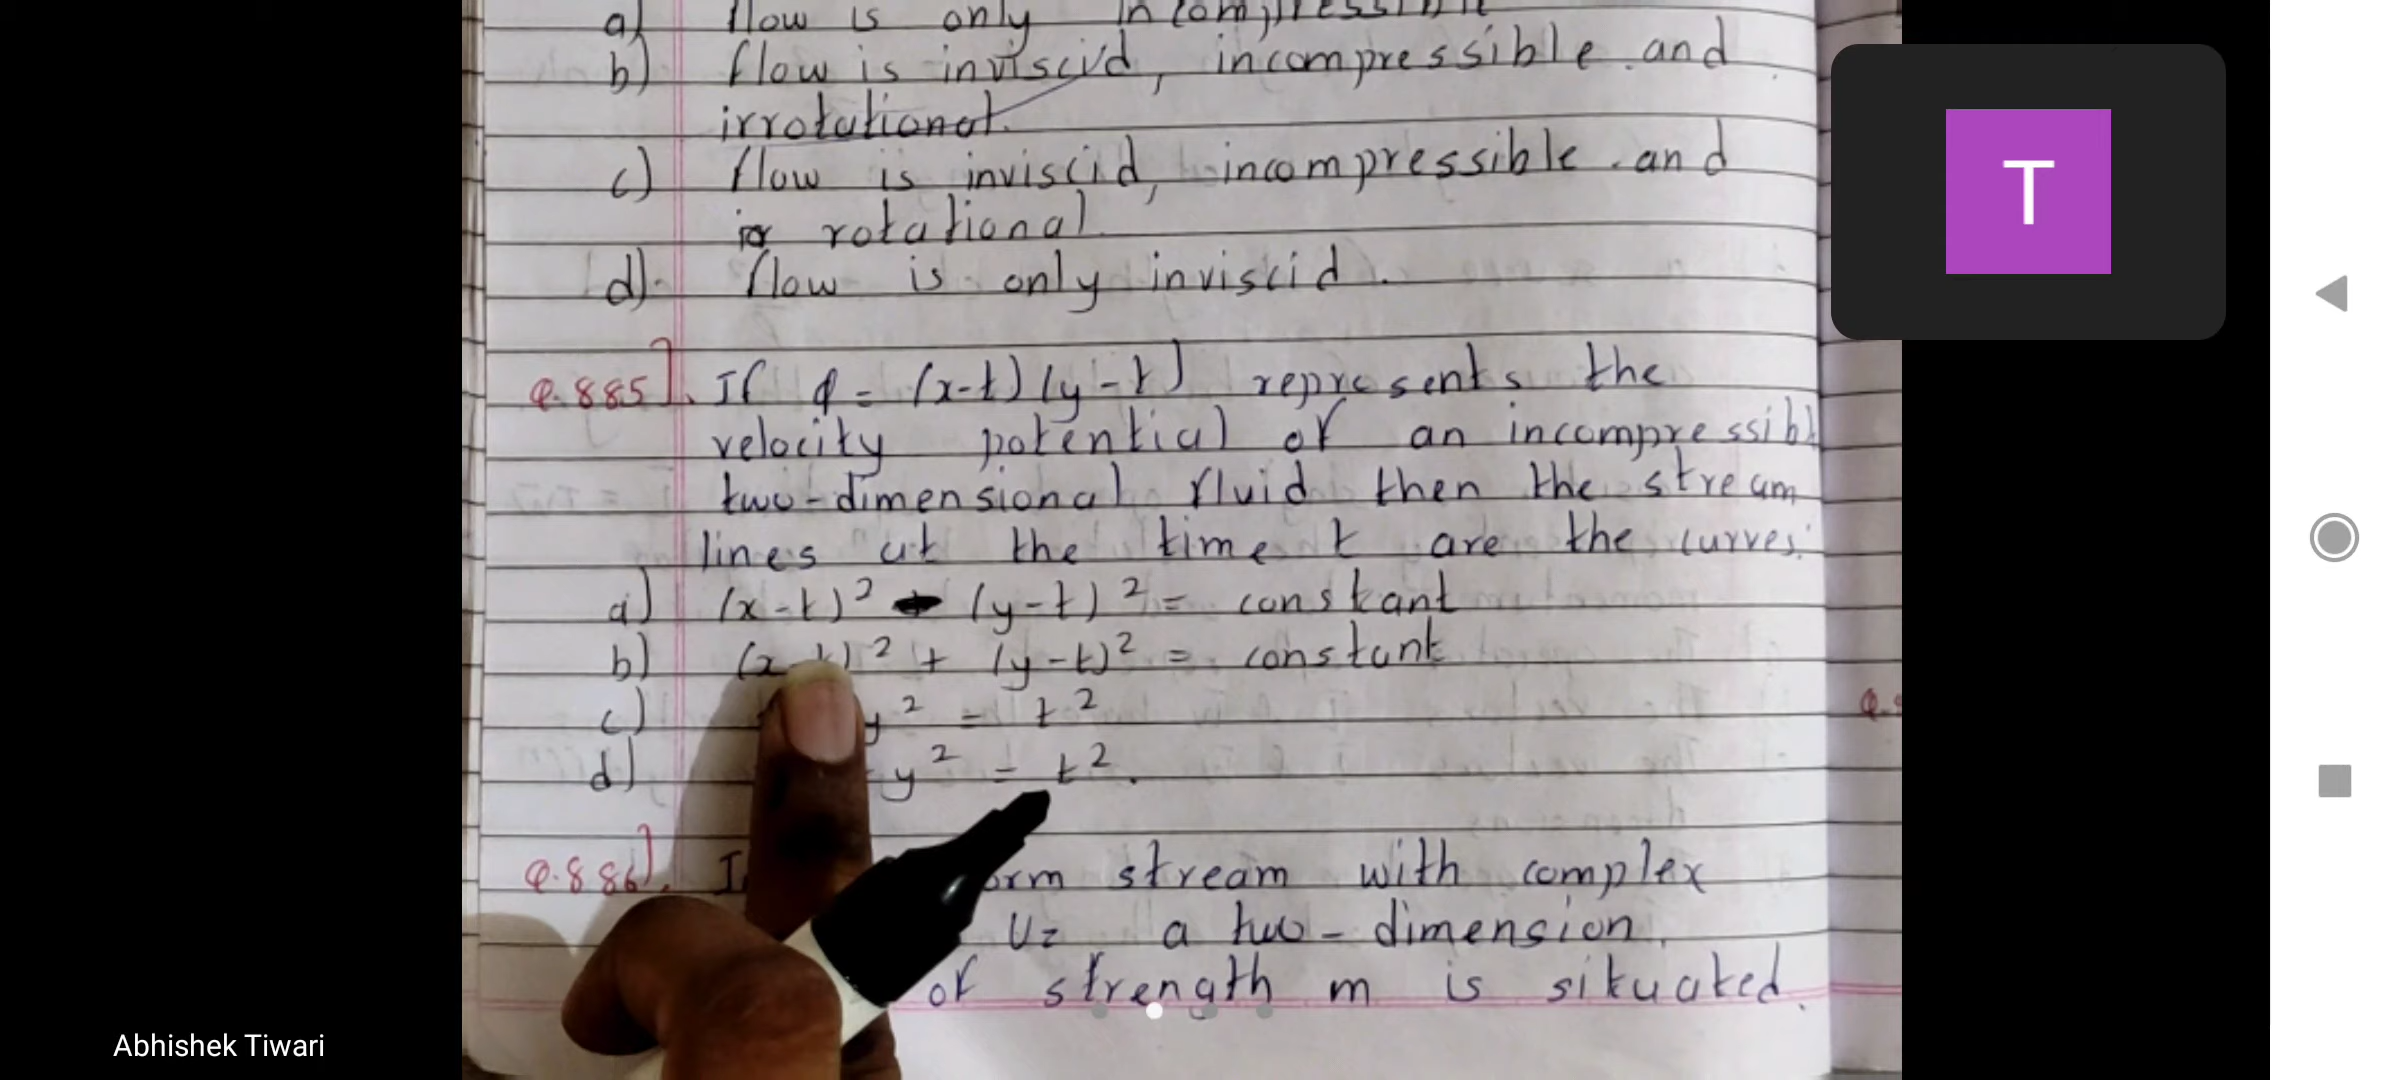 a) flow is only incompressible
b) flow is inviscid, incompressible and
irrotational.
c) flow is inviscid, incompressible and
rotational.
d). flow is only inviscid.
Q.885]. If φ = (x-t)(y-t) represents the
velocity potential of an incompressibl
two-dimensional fluid then the stream
lines at the time t are the curves.
a) (x-t)² - (y-t)² = constant
b) (x-t)² + (y-t)² = constant
c) y² = t²
d) y² = t².
Q.886]. stream with complex
Uz a two-dimension.
of strength m is situated.
T
Abhishek Tiwari